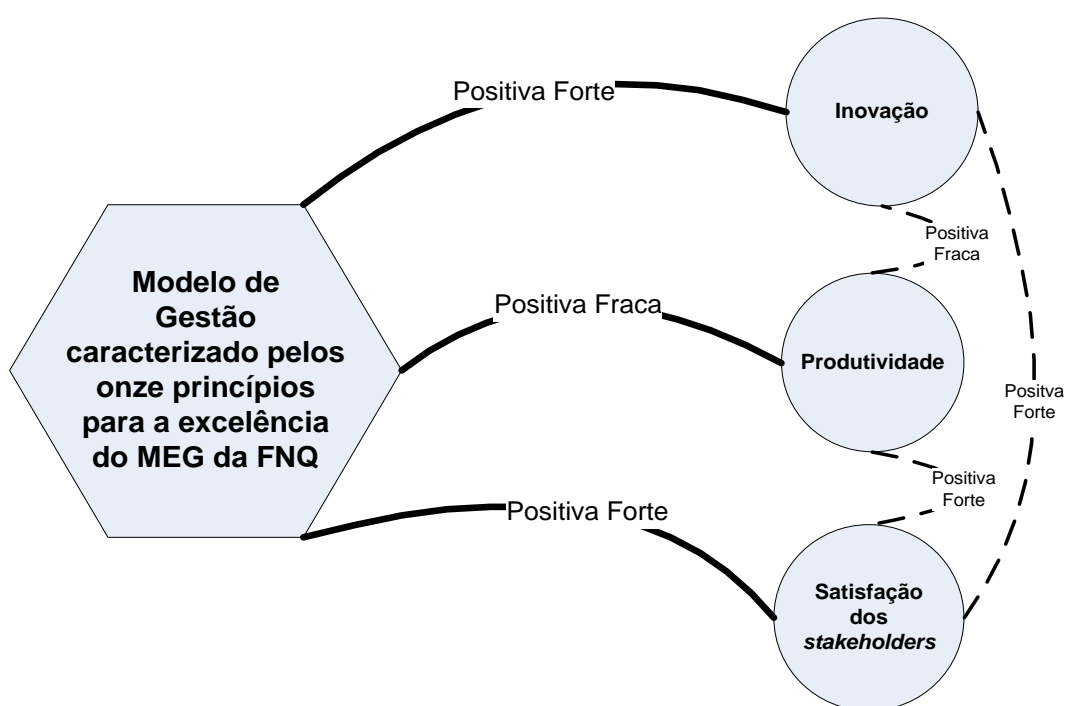 Positiva Forte
Inovação
Positiva
Fraca
Modelo de
Gestão
caracterizado pelos
onze princípios
para a excelência
do MEG da FNQ
Positiva Fraca
Produtividade
Positva
Forte
Positiva
Forte
Positiva Forte
Satisfação
dos
stakeholders